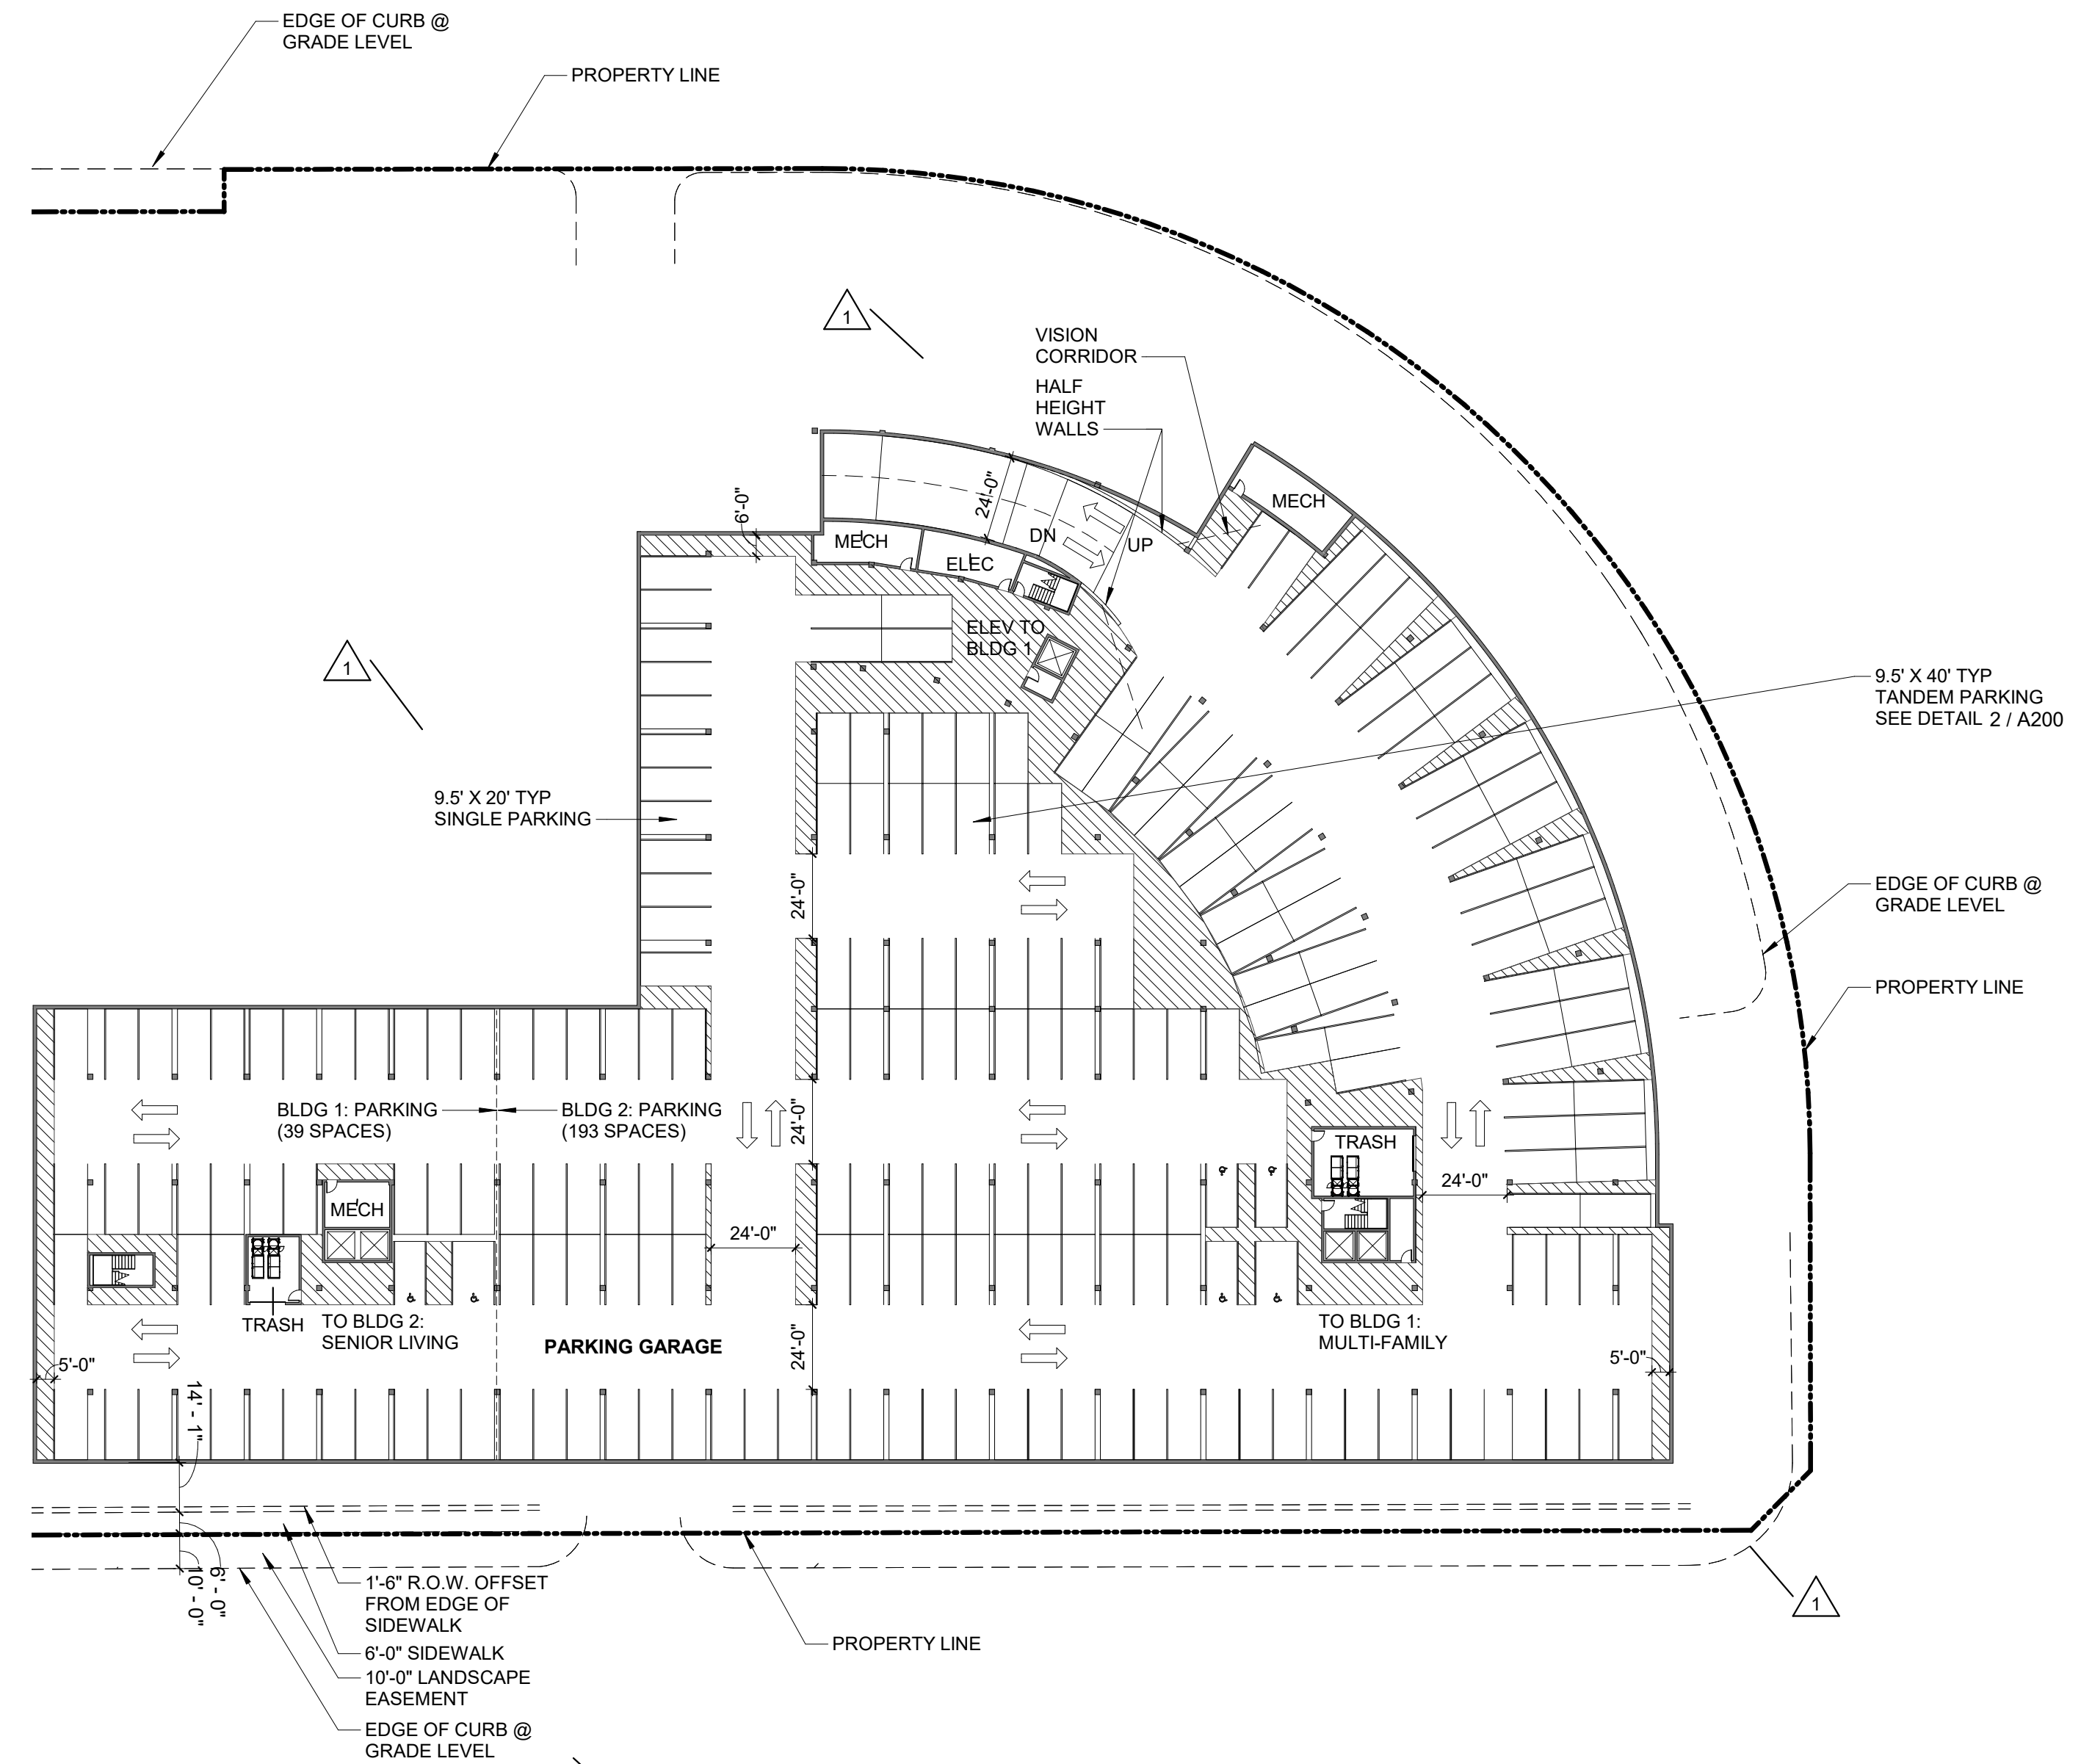 EDGE OF CURB @
GRADE LEVEL
PROPERTY LINE
1
VISION
CORRIDOR
HALF
HEIGHT
WALLS
24'-0"
6'-0"
MECH
DN
UP
MECH
ELEC
ELEV TO
BLDG 1
1
9.5' X 40' TYP
TANDEM PARKING
SEE DETAIL 2 / A200
9.5' X 20' TYP
SINGLE PARKING
24'-0"
EDGE OF CURB @
GRADE LEVEL
PROPERTY LINE
BLDG 1: PARKING
(39 SPACES)
BLDG 2: PARKING
(193 SPACES)
24'-0"
TRASH
24'-0"
MECH
24'-0"
TRASH
TO BLDG 2:
SENIOR LIVING
PARKING GARAGE
24'-0"
TO BLDG 1:
MULTI-FAMILY
5'-0"
5'-0"
14' - 1"
6' - 0"
10' - 0"
1'-6" R.O.W. OFFSET
FROM EDGE OF
SIDEWALK
6'-0" SIDEWALK
10'-0" LANDSCAPE
EASEMENT
EDGE OF CURB @
GRADE LEVEL
PROPERTY LINE
1